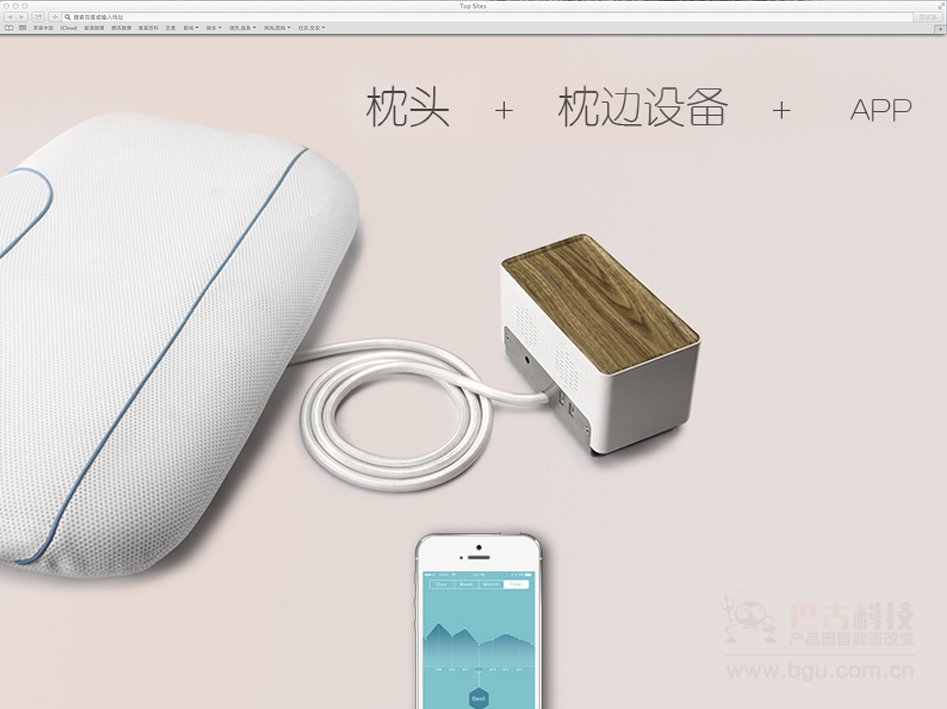 Top Sites
搜索百度或输入地址
苹果中国 iCloud 新浪微博 腾讯微博 维基百科 百度 新闻 娱乐 便民.服务 网购.团购 社区.交友
枕头 + 枕边设备 + APP
Day Week Month Year
Best
巴古科技
产品因智能而改变
www.bgu.com.cn